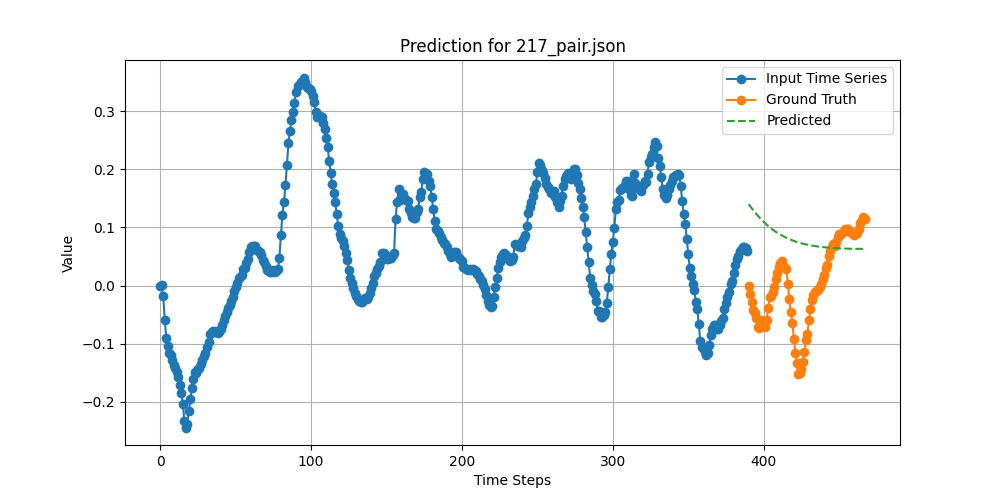 Prediction for 217_pair.json
Input Time Series
Ground Truth
Predicted
Value
0.3
0.2
0.1
0.0
−0.1
−0.2
0 100 200 300 400
Time Steps